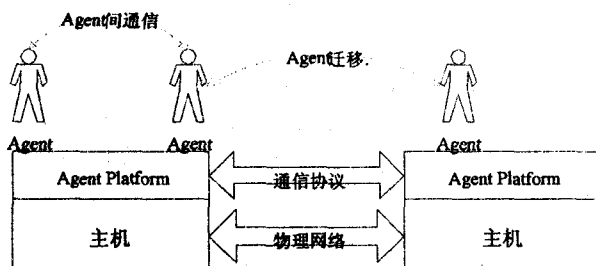 Agent间通信
Agent迁移.
Agent
Agent
Agent
Agent Platform
通信协议
Agent Platform
主机
物理网络
主机